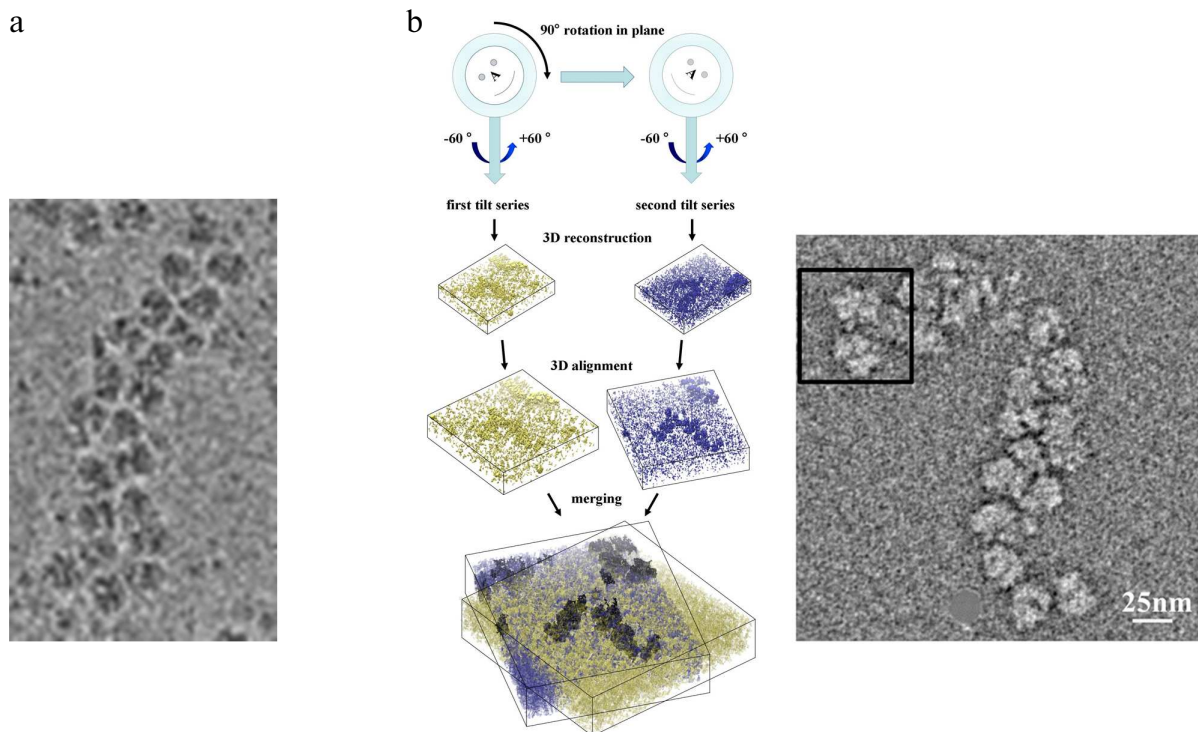 a
b
90° rotation in plane
A
A
-60 °
+60 °
-60 °
+60 °
first tilt series
second tilt series
3D reconstruction
3D alignment
merging
25nm